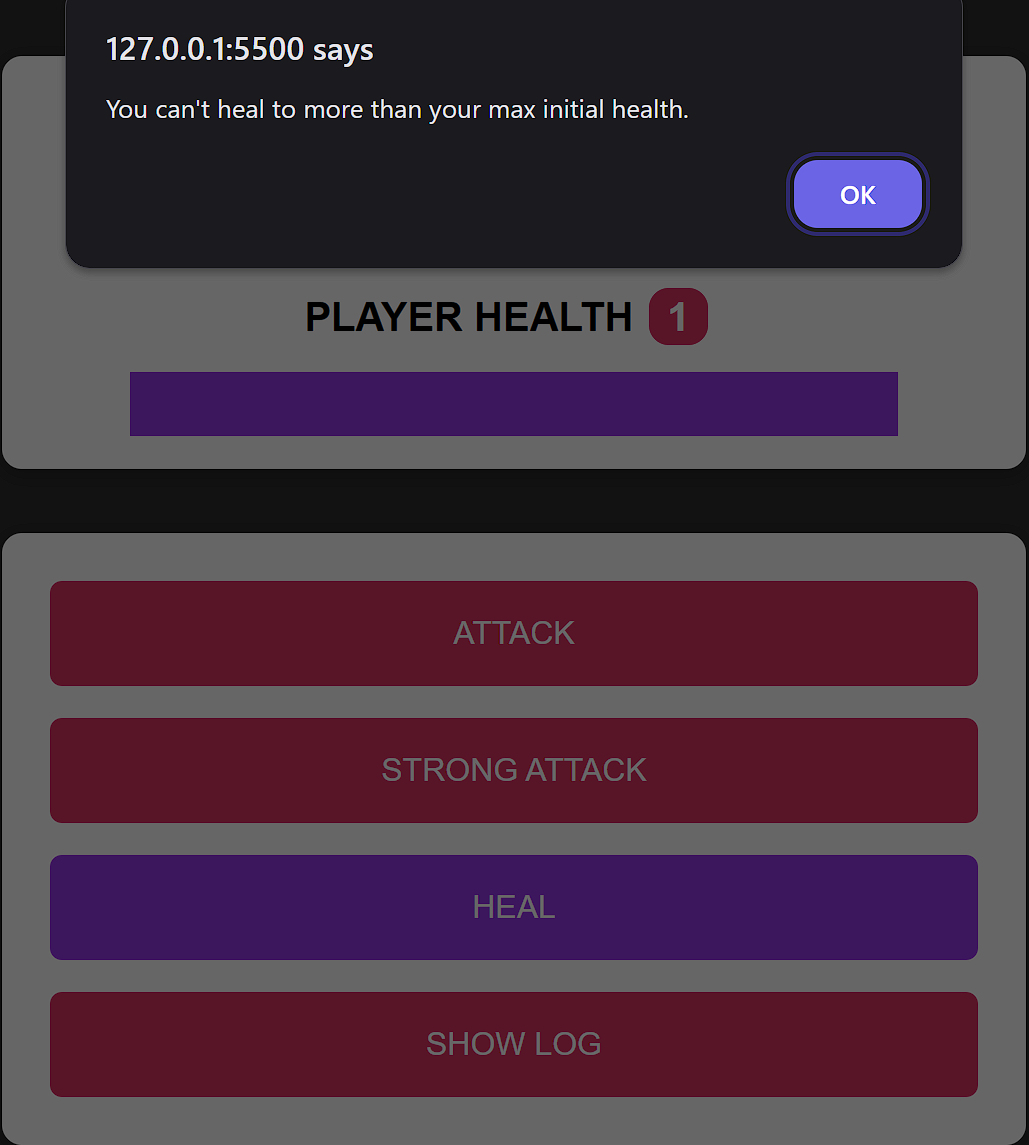 127.0.0.1:5500 says
You can't heal to more than your max initial health.
OK
PLAYER HEALTH 1
ATTACK
STRONG ATTACK
HEAL
SHOW LOG